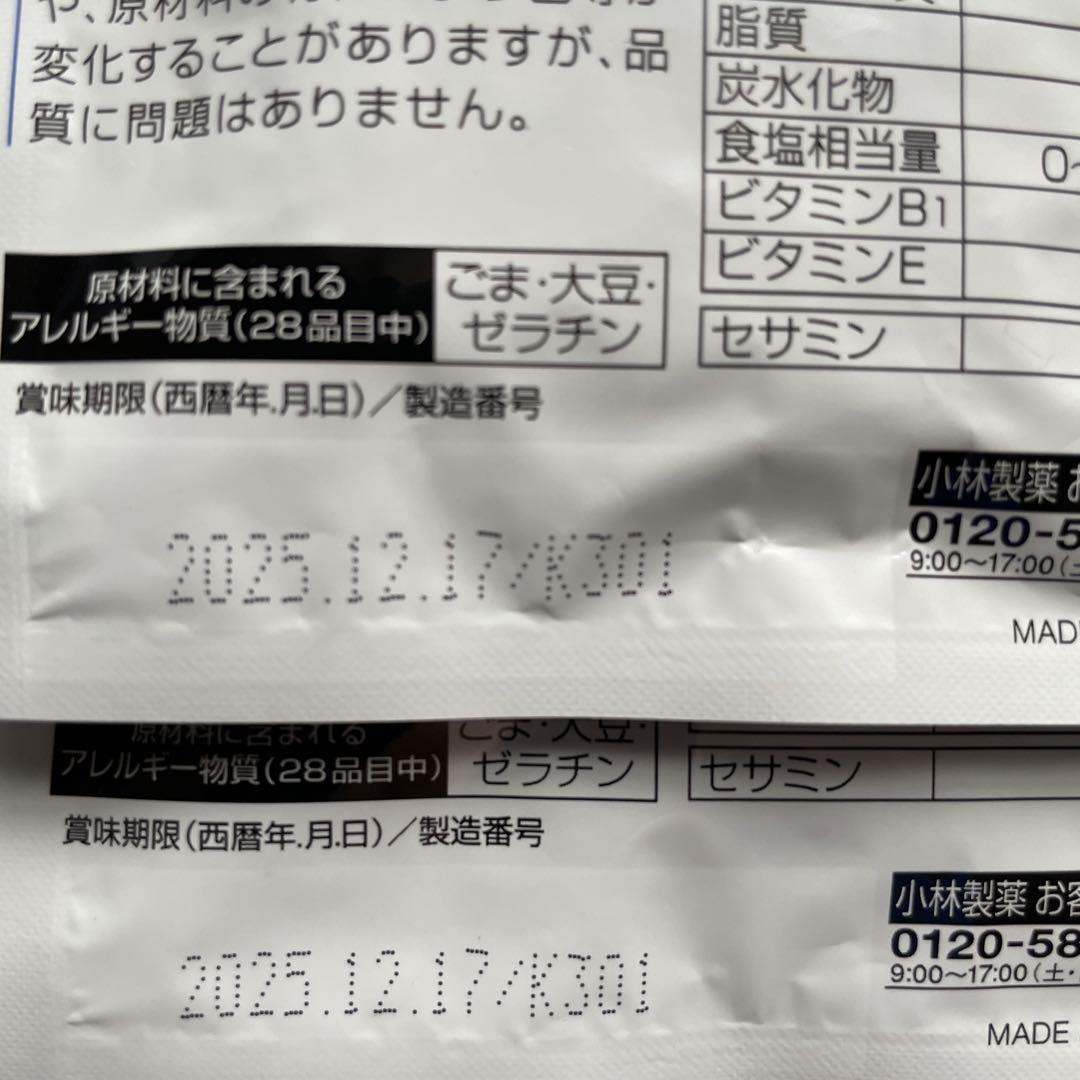 変化することがありますが、品
質に問題はありません。
脂質
炭水化物
食塩相当量 0~
ビタミンB1
ビタミンE
セサミン
原材料に含まれる
アレルギー物質(28品目中)
ごま・大豆・
ゼラチン
賞味期限(西暦年.月.日)/製造番号
2025.12.17/K301
小林製薬 お
0120-5
9:00~17:00(土
MAD
原材料に含まれる
アレルギー物質(28品目中)
ごま・大豆・
ゼラチン
セサミン
賞味期限(西暦年.月.日)/製造番号
2025.12.17/K301
小林製薬 お客
0120-58
9:00~17:00(土・
MADE